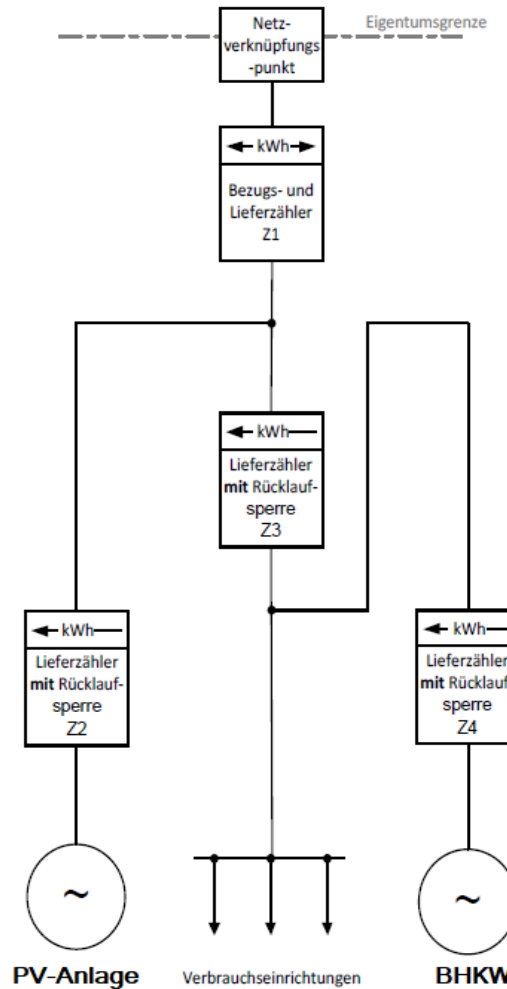 Netz-
verknüpfungs
-punkt
Eigentumsgrenze
kWh
Bezugs- und
Lieferzähler
Z1
kWh
Lieferzähler
mit Rücklauf-
sperre
Z3
kWh
Lieferzähler
mit Rücklauf-
sperre
Z2
kWh
Lieferzähler
mit Rücklauf-
sperre
Z4
~
~
PV-Anlage
Verbrauchseinrichtungen
BHKW